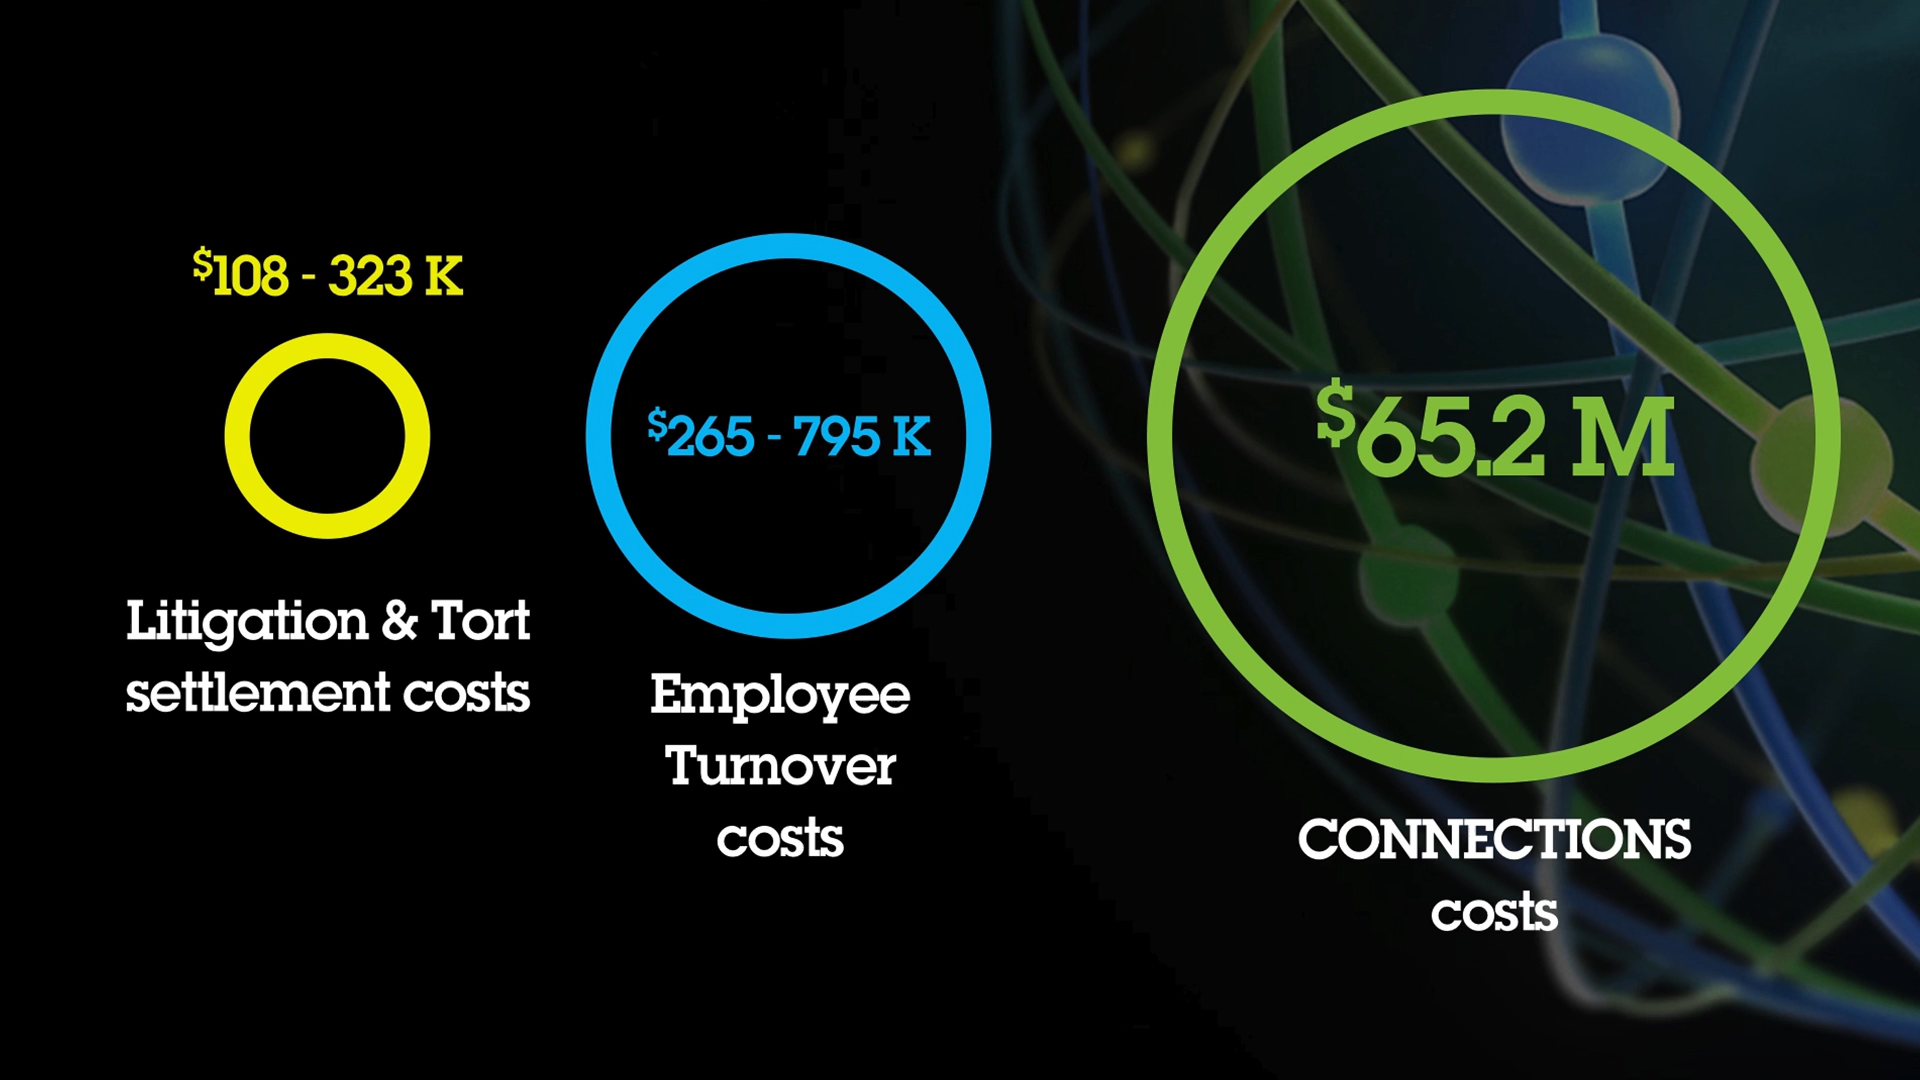 $108 - 323 K
Litigation & Tort
settlement costs
$265 - 795 K
Employee
Turnover
costs
$65.2 M
CONNECTIONS
costs